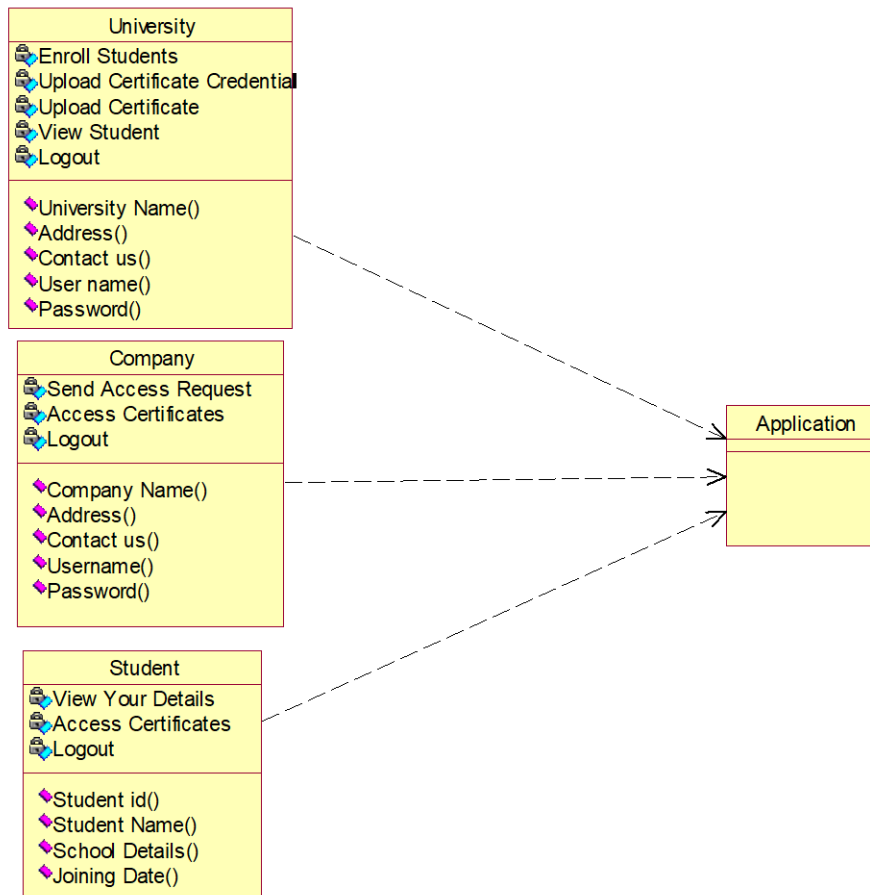 University
Enroll Students
Upload Certificate Credential
Upload Certificate
View Student
Logout
University Name()
Address()
Contact us()
User name()
Password()
Company
Send Access Request
Access Certificates
Logout
Company Name()
Address()
Contact us()
Username()
Password()
Application
Student
View Your Details
Access Certificates
Logout
Student id()
Student Name()
School Details()
Joining Date()